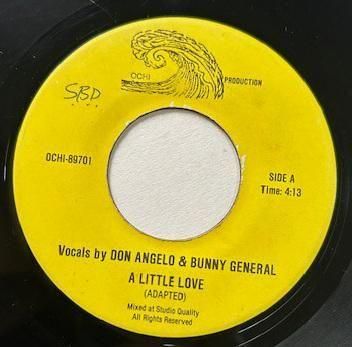 OCHI
PRODUCTION
SBD
OCHI-89701
SIDE A
Time: 4:13
Vocals by DON ANGELO & BUNNY GENERAL
A LITTLE LOVE
(ADAPTED)
Mixed at Studio Quality
All Rights Reserved